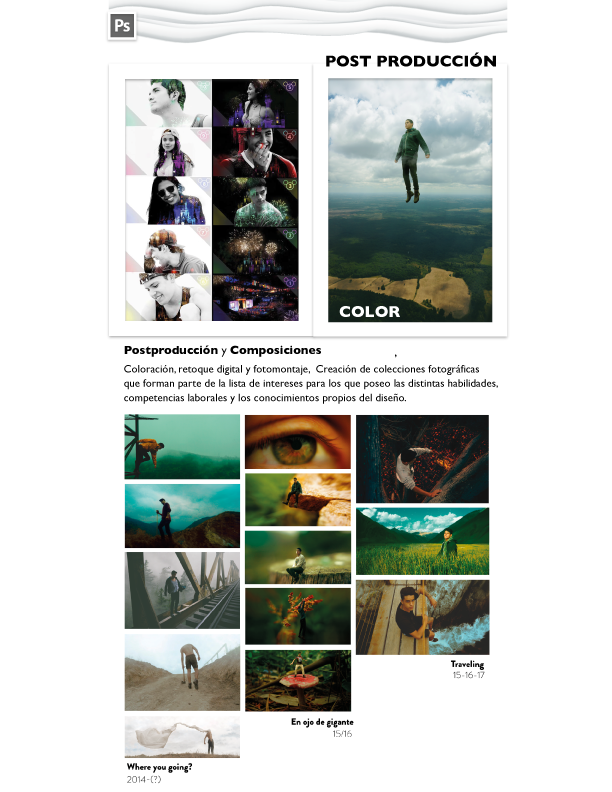 Ps
POST PRODUCCIÓN
COLOR
Postproducción y Composiciones
,
Coloración, retoque digital y fotomontaje, Creación de colecciones fotográficas
que forman parte de la lista de intereses para los que poseo las distintas habilidades,
competencias laborales y los conocimientos propios del diseño.
Traveling
15-16-17
En ojo de gigante
15/16
Where you going?
2014-(?)